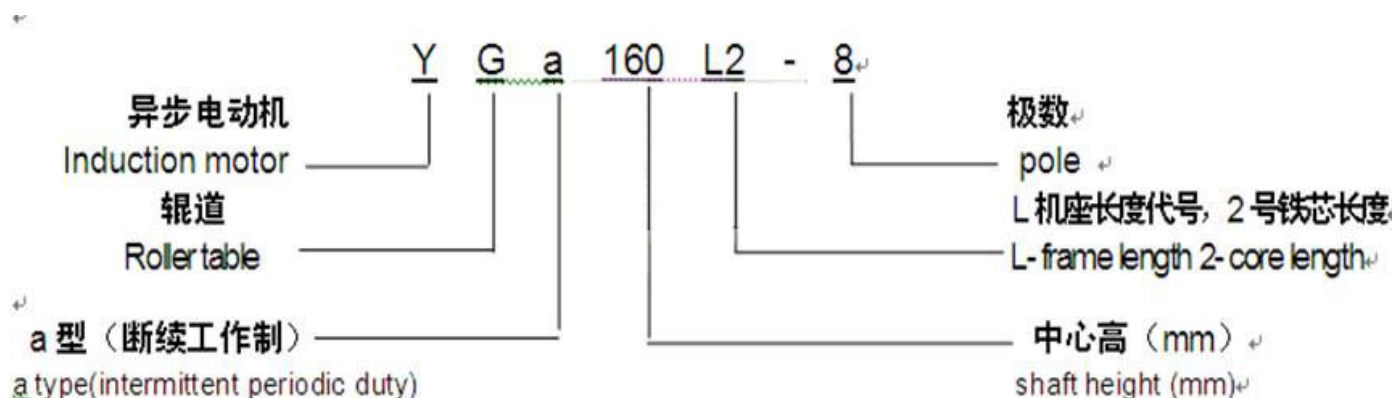 Y G a 160 L2 - 8
异步电动机
Induction motor
辊道
Roller table
a 型（断续工作制）
a type(intermittent periodic duty)
极数
pole
L 机座长度代号，2 号铁芯长度
L- frame length 2- core length
中心高（mm）
shaft height (mm)